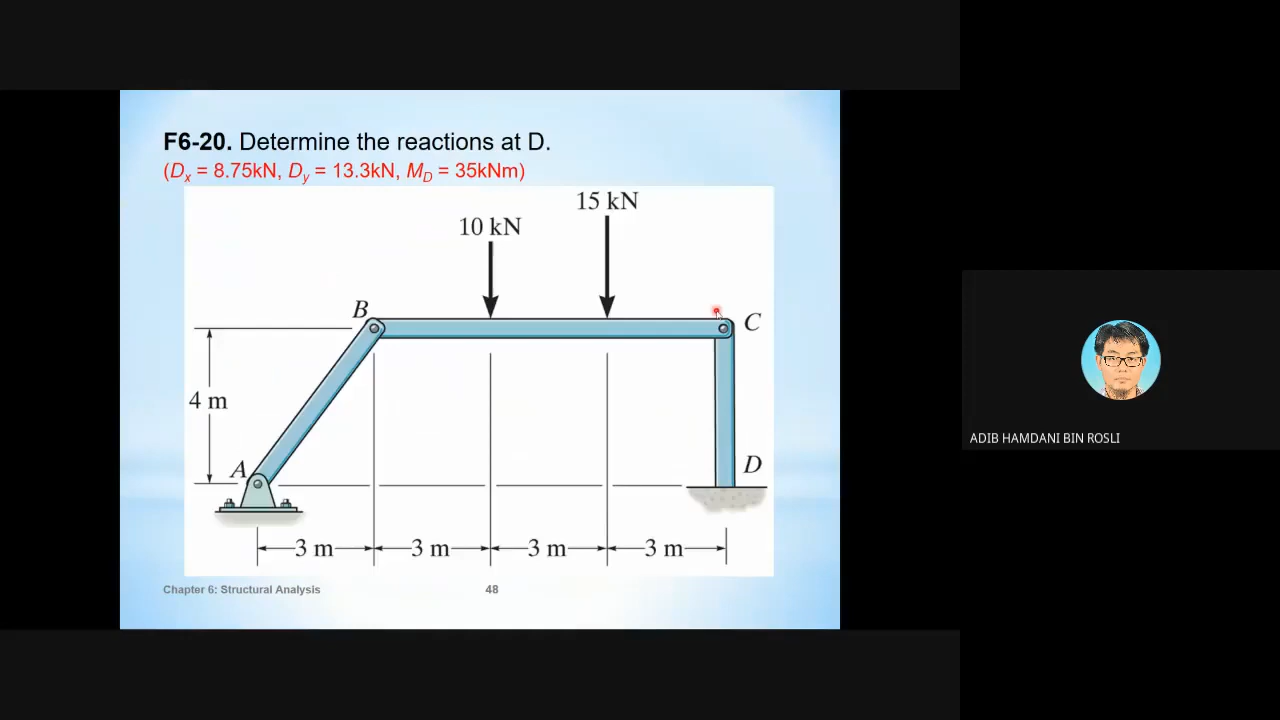 F6-20. Determine the reactions at D.
(Dx = 8.75kN, Dy = 13.3kN, MD = 35kNm)
15 kN
10 kN
B
C
4 m
A
D
3 m
3 m
3 m
3 m
Chapter 6: Structural Analysis
48
ADIB HAMDANI BIN ROSLI